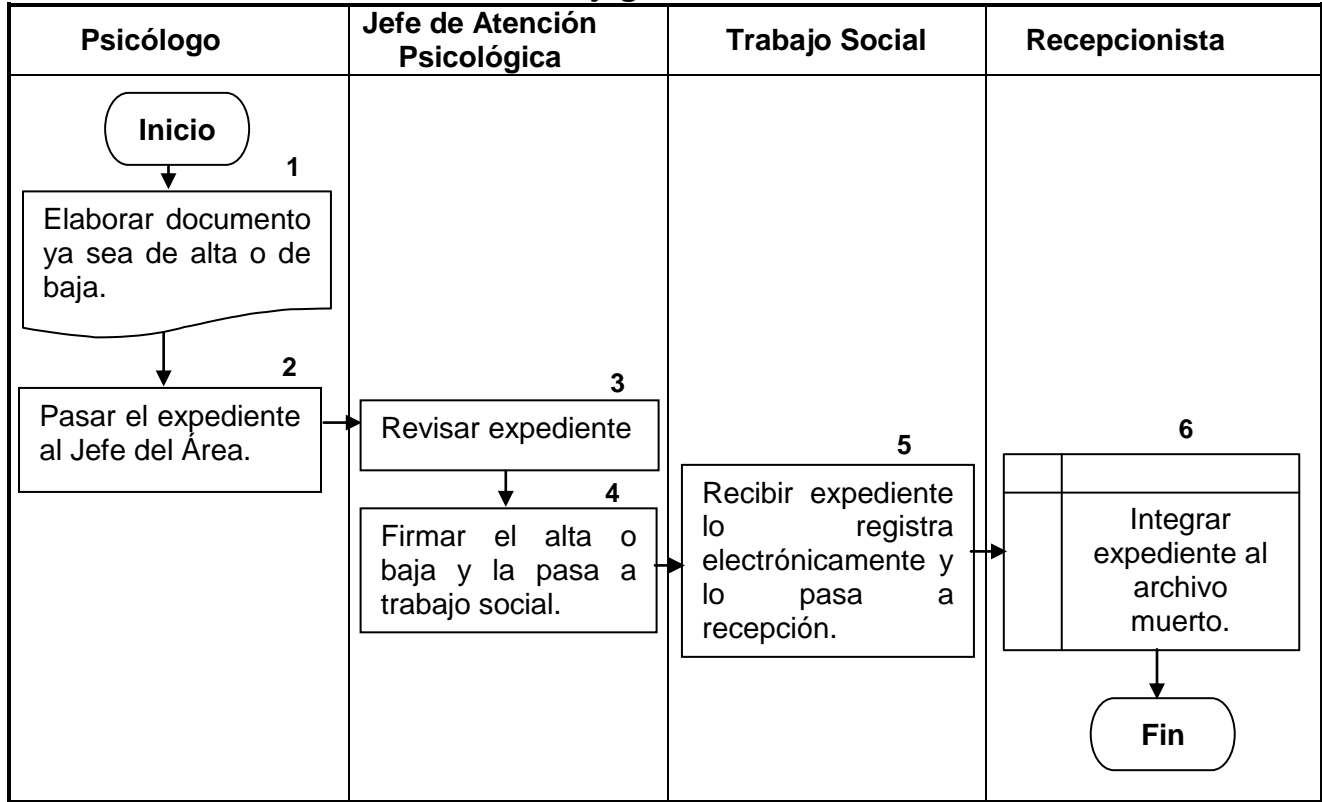 Psicólogo
Jefe de Atención
Psicológica
Trabajo Social
Recepcionista
Inicio
1
Elaborar documento
ya sea de alta o de
baja.
2
Pasar el expediente
al Jefe del Área.
3
Revisar expediente
4
Firmar el alta o
baja y la pasa a
trabajo social.
5
Recibir expediente
lo registra
electrónicamente y
lo pasa a
recepción.
6
Integrar
expediente al
archivo
muerto.
Fin